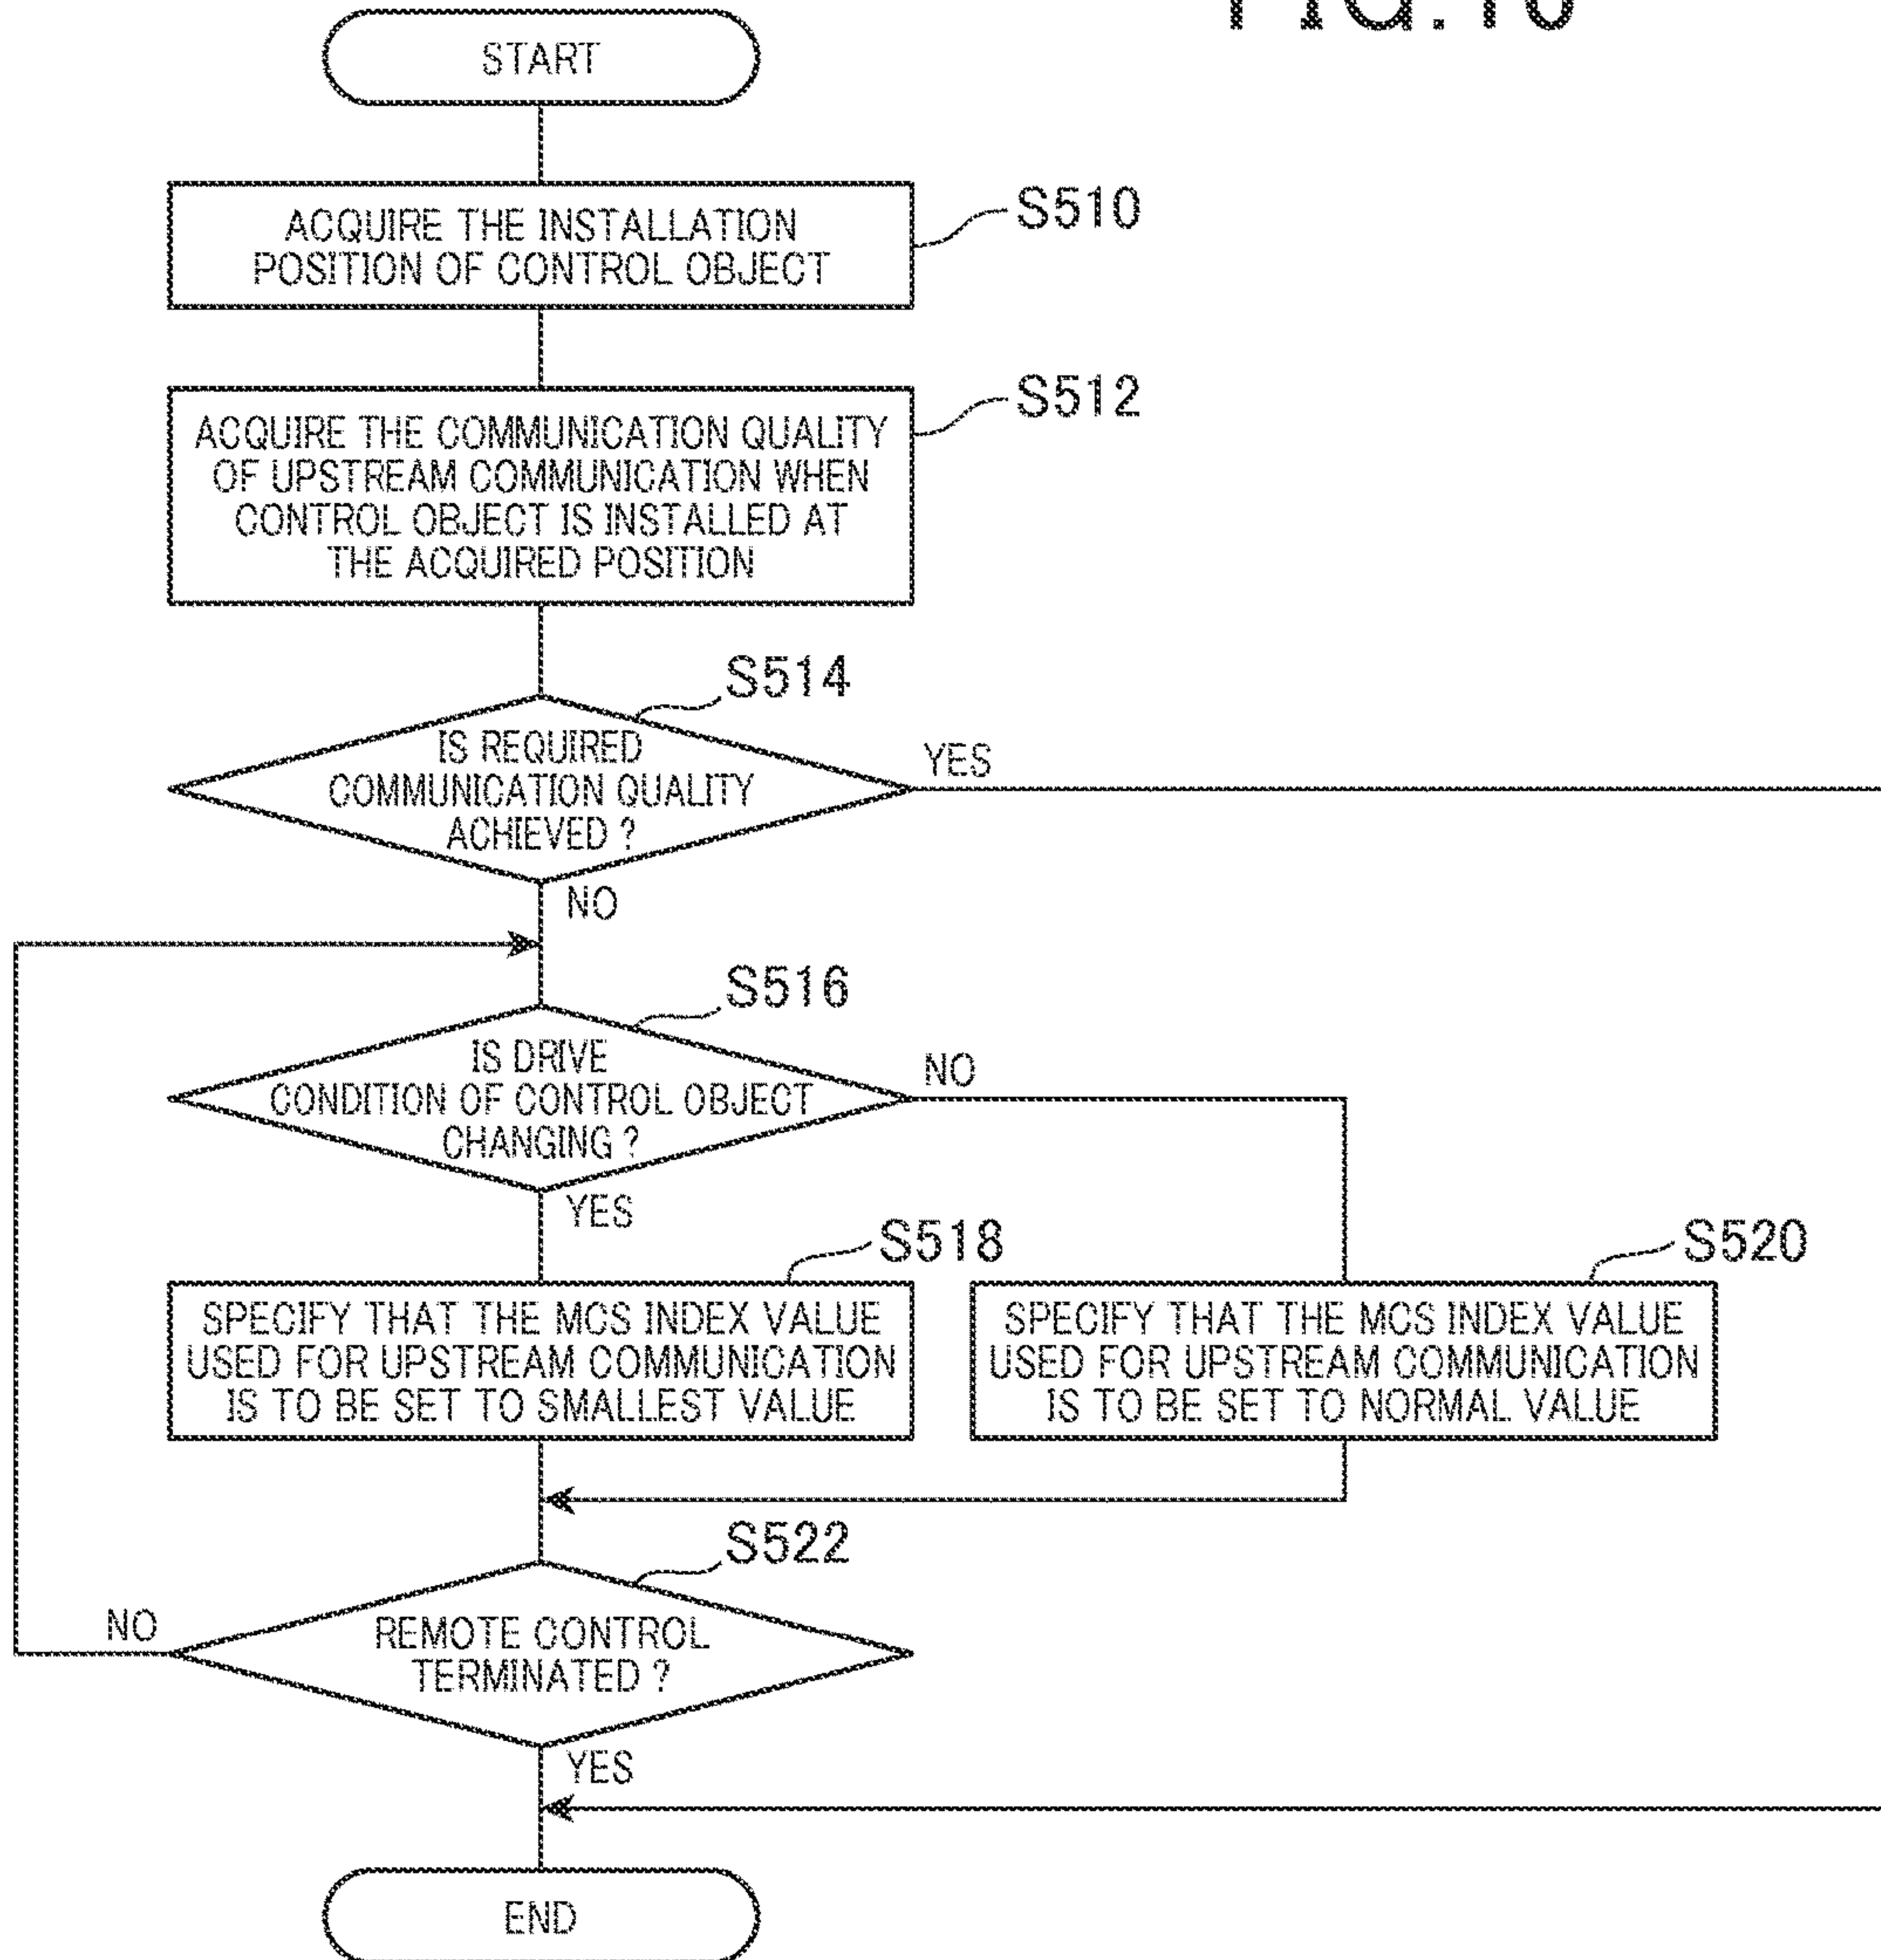 START
ACQUIRE THE INSTALLATION
POSITION OF CONTROL OBJECT
S510
ACQUIRE THE COMMUNICATION QUALITY
OF UPSTREAM COMMUNICATION WHEN
CONTROL OBJECT IS INSTALLED AT
THE ACQUIRED POSITION
S512
S514
IS REQUIRED
COMMUNICATION QUALITY
ACHIEVED ?
YES
NO
S516
IS DRIVE
CONDITION OF CONTROL OBJECT
CHANGING ?
NO
YES
S518
SPECIFY THAT THE MCS INDEX VALUE
USED FOR UPSTREAM COMMUNICATION
IS TO BE SET TO SMALLEST VALUE
S520
SPECIFY THAT THE MCS INDEX VALUE
USED FOR UPSTREAM COMMUNICATION
IS TO BE SET TO NORMAL VALUE
S522
REMOTE CONTROL
TERMINATED ?
NO
YES
END